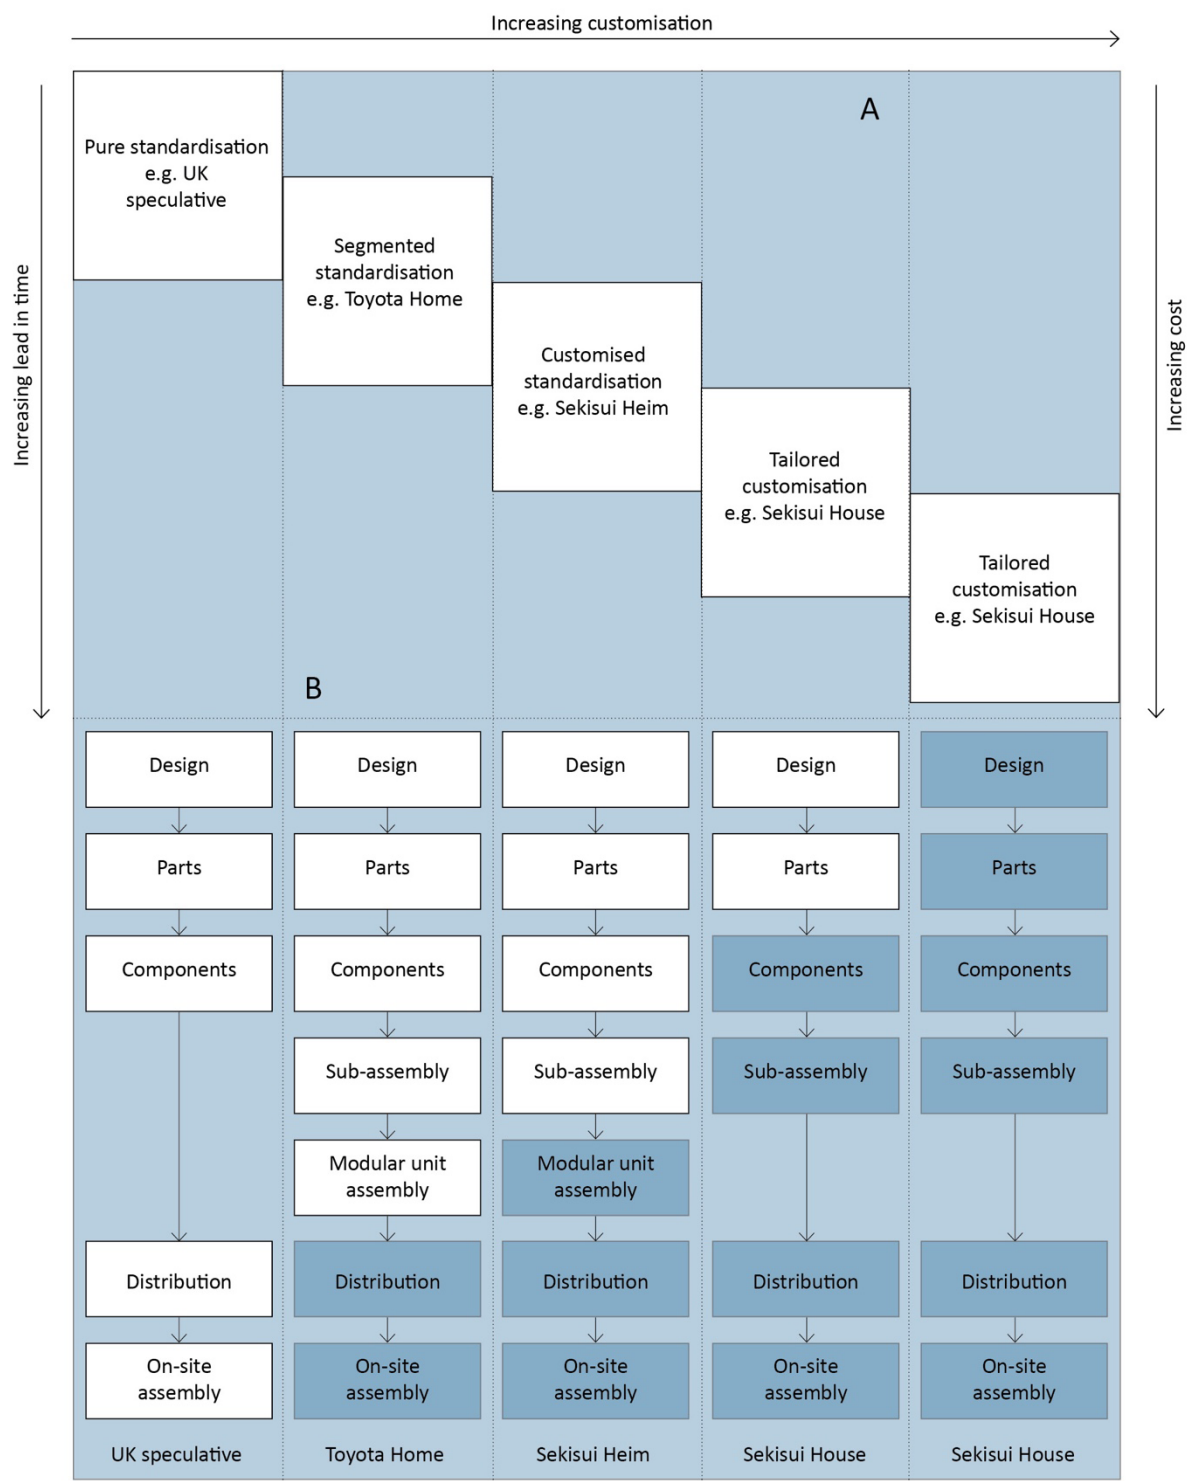 Increasing customisation
A
Pure standardisation
e.g. UK
speculative
Segmented
standardisation
e.g. Toyota Home
Customised
standardisation
e.g. Sekisui Heim
Tailored
customisation
e.g. Sekisui House
Tailored
customisation
e.g. Sekisui House
Increasing lead in time
Increasing cost
B
Design
Design
Design
Design
Design
Parts
Parts
Parts
Parts
Parts
Components
Components
Components
Components
Components
Sub-assembly
Sub-assembly
Sub-assembly
Sub-assembly
Modular unit
assembly
Modular unit
assembly
Distribution
Distribution
Distribution
Distribution
Distribution
On-site
assembly
On-site
assembly
On-site
assembly
On-site
assembly
On-site
assembly
UK speculative
Toyota Home
Sekisui Heim
Sekisui House
Sekisui House